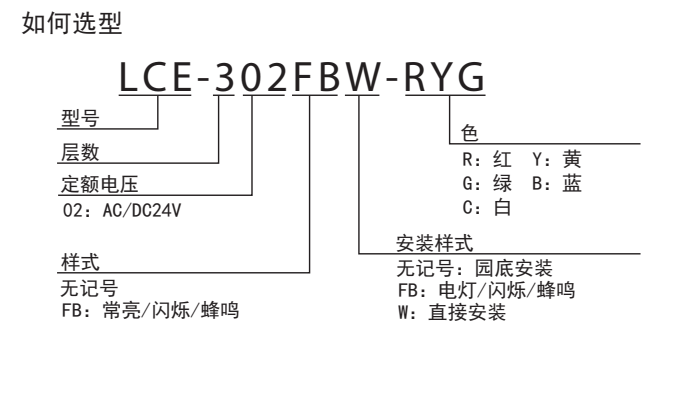 如何选型
LCE-302FBW-RYG
型号
层数
定额电压
02: AC/DC24V
样式
无记号
FB: 常亮/闪烁/蜂鸣
色
R: 红 Y: 黄
G: 绿 B: 蓝
C: 白
安装样式
无记号: 园底安装
FB: 电灯/闪烁/蜂鸣
W: 直接安装